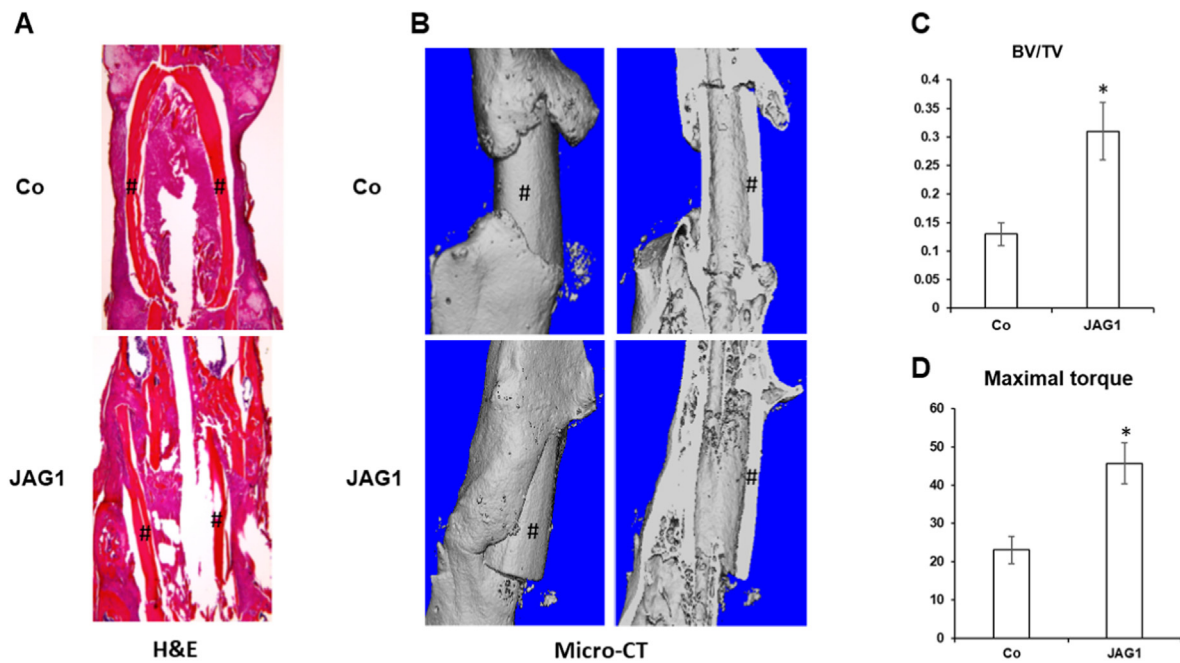 A
Co
#
#
JAG1
#
#
H&E
B
Co
#
#
JAG1
#
#
Micro-CT
C
BV/TV
0.4
0.35
0.3
0.25
0.2
0.15
0.1
0.05
0
*
Co
JAG1
D
Maximal torque
60
50
40
30
20
10
0
*
Co
JAG1